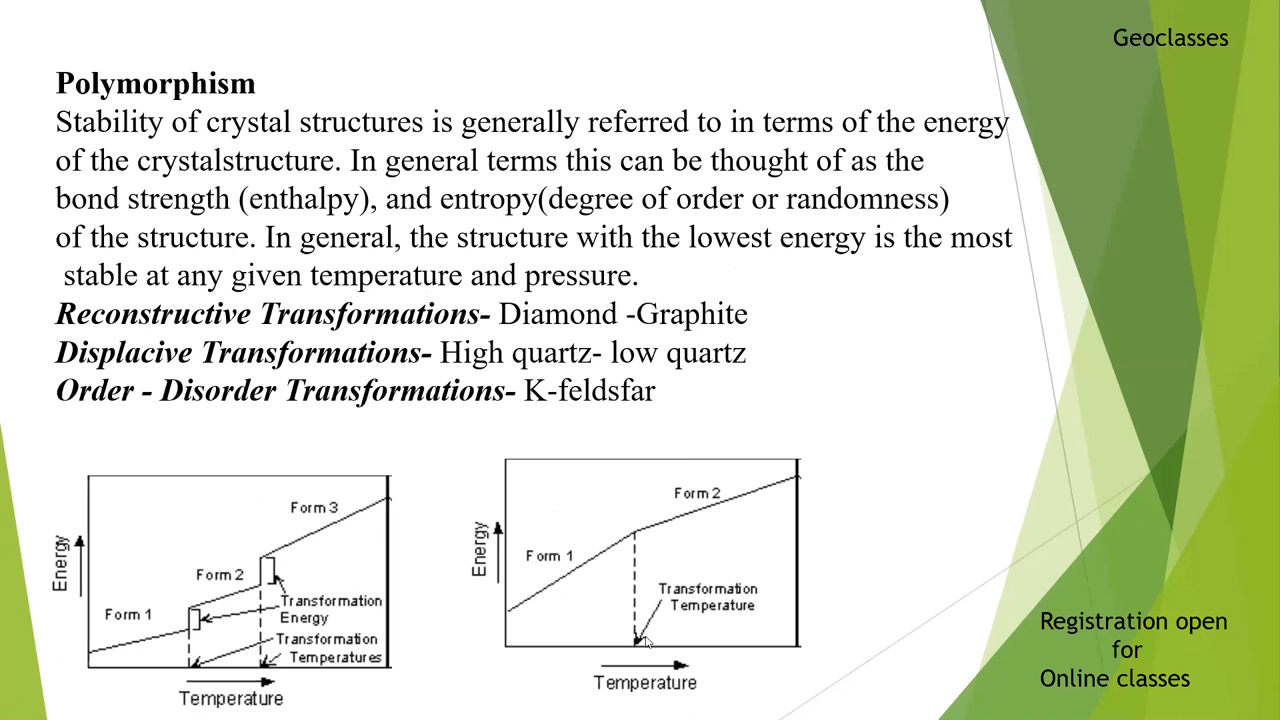 Geoclasses
Polymorphism
Stability of crystal structures is generally referred to in terms of the energy
of the crystalstructure. In general terms this can be thought of as the
bond strength (enthalpy), and entropy(degree of order or randomness)
of the structure. In general, the structure with the lowest energy is the most
stable at any given temperature and pressure.
Reconstructive Transformations- Diamond -Graphite
Displacive Transformations- High quartz- low quartz
Order - Disorder Transformations- K-feldsfar
Energy
Form 1
Form 2
Form 3
Transformation
Energy
Transformation
Temperatures
Temperature
Energy
Form 1
Form 2
Transformation
Temperature
Temperature
Registration open
for
Online classes